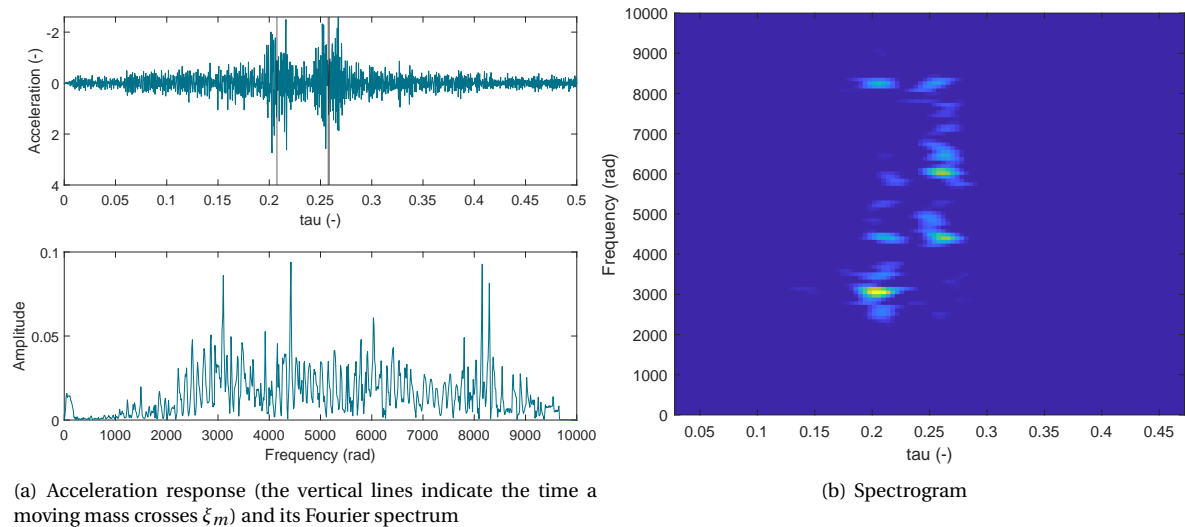 -2
0
2
4
Acceleration (-)
0 0.05 0.1 0.15 0.2 0.25 0.3 0.35 0.4 0.45 0.5
tau (-)
0.1
0.05
0
Amplitude
0 1000 2000 3000 4000 5000 6000 7000 8000 9000 10000
Frequency (rad)
(a) Acceleration response (the vertical lines indicate the time a
moving mass crosses ξm) and its Fourier spectrum
10000
9000
8000
7000
6000
5000
4000
3000
2000
1000
0
Frequency (rad)
0.05 0.1 0.15 0.2 0.25 0.3 0.35 0.4 0.45
tau (-)
(b) Spectrogram